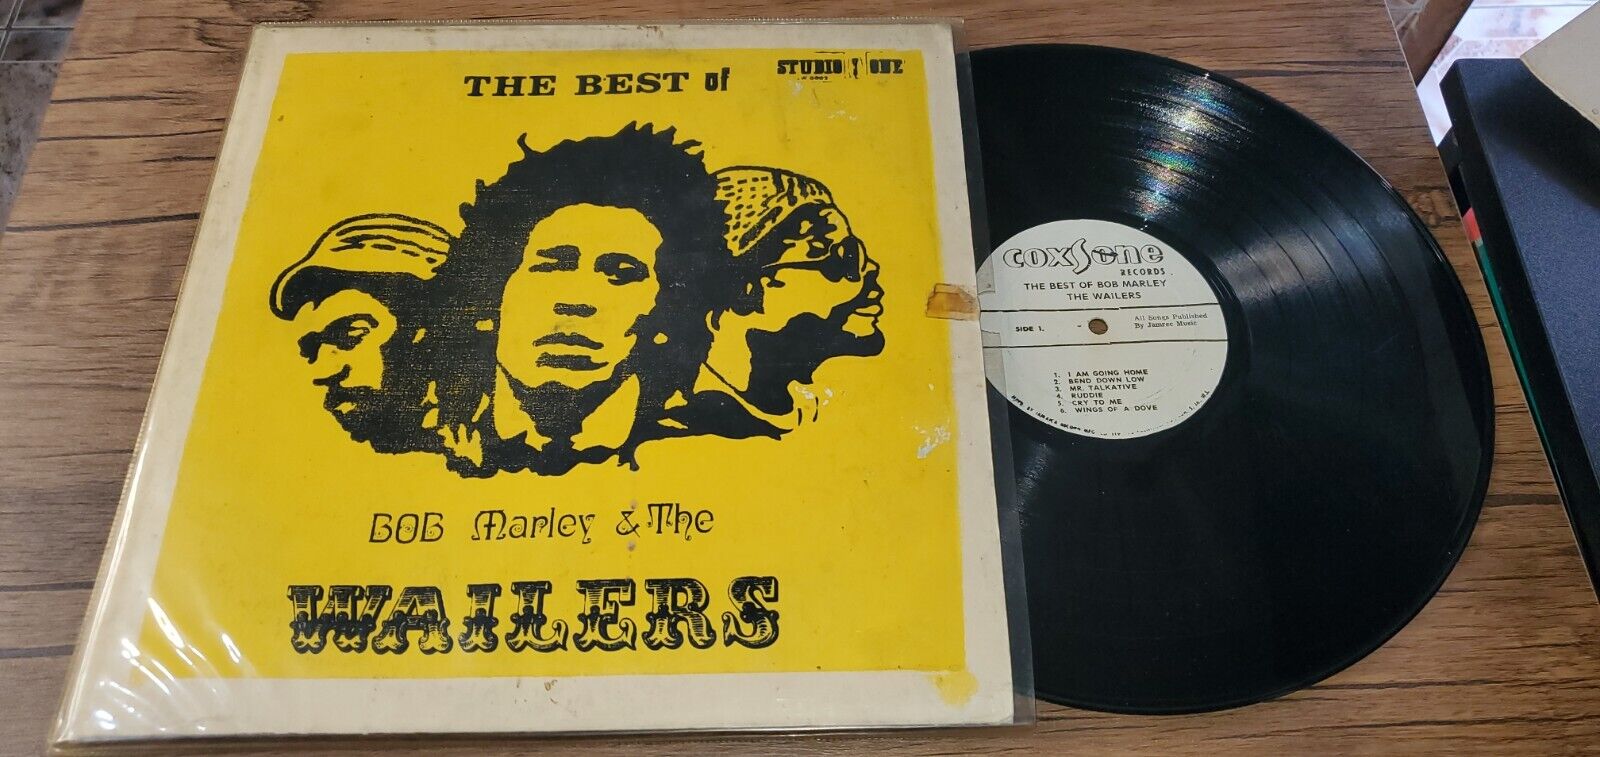 THE BEST of
STUDIO ONE
BOB Marley & The
WAILERS
coxsone
RECORDS
THE BEST OF BOB MARLEY
THE WAILERS
SIDE 1.
All Songs Published
By Jamrec Music
1. I AM GOING HOME
2. BEND DOWN LOW
3. MR. TALKATIVE
4. RUDDIE
5. CRY TO ME
6. WINGS OF A DOVE